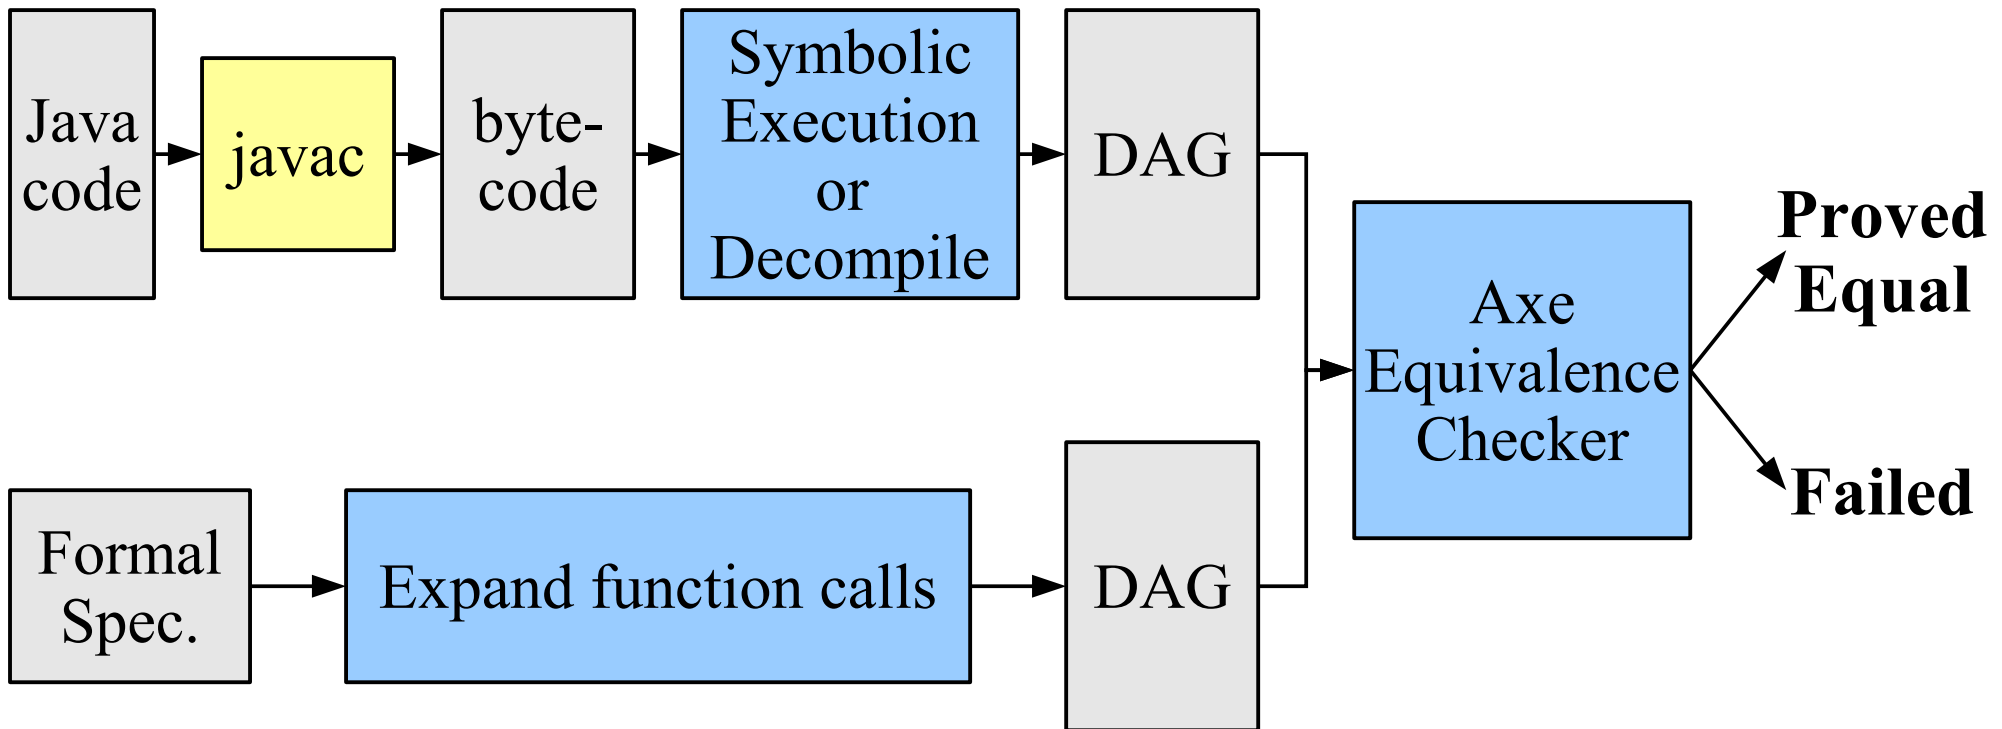 Java
code
javac
byte-
code
Symbolic
Execution
or
Decompile
DAG
Axe
Equivalence
Checker
Proved
Equal
Failed
Formal
Spec.
Expand function calls
DAG